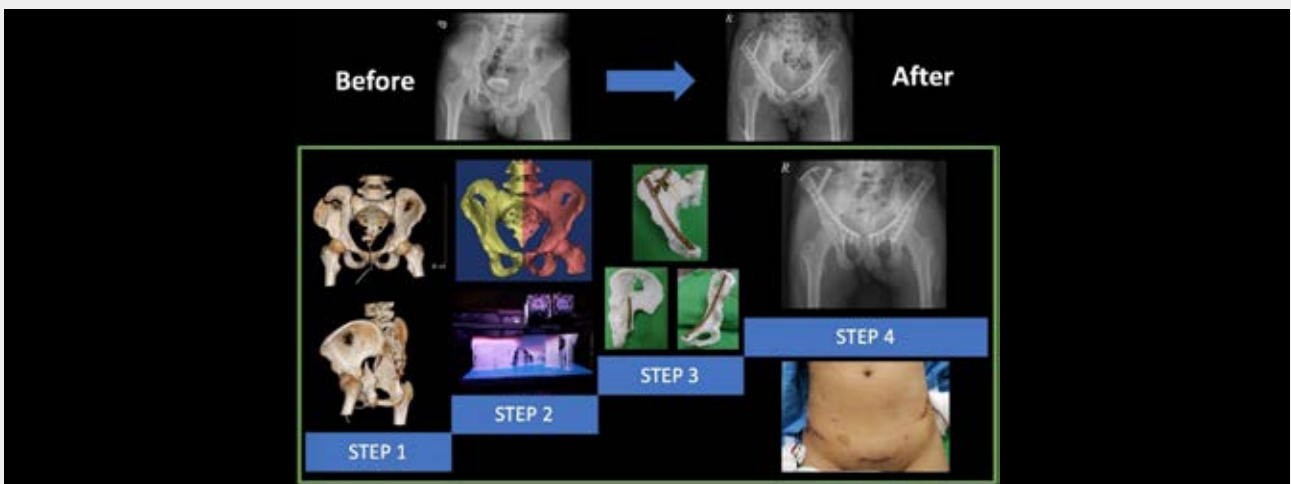 Before
After
R
R
STEP 4
STEP 3
STEP 2
STEP 1